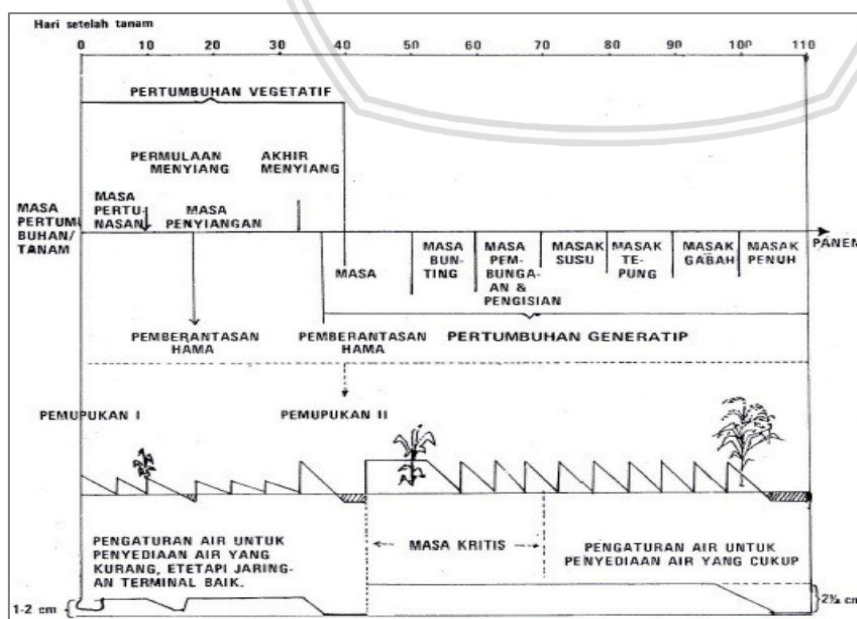 Hari setelah tanam
0 10 20 30 40 50 60 70 80 90 100 110
PERTUMBUHAN VEGETATIF
PERMULAAN
MENYIANG
AKHIR
MENYIANG
MASA
PERTUMBUHAN/
TANAM
MASA
PERTU-
NASAN
MASA
PENYIANGAN
MASA
MASA
BUN-
TING
MASA
PEM-
BUNGA-
AN &
PENGISIAN
MASAK
SUSU
MASAK
TE-
PUNG
MASAK
GABAH
MASAK
PENUH
PANEN
PEMBERANTASAN
HAMA
PEMBERANTASAN
HAMA
PERTUMBUHAN GENERATIP
PEMUPUKAN I
PEMUPUKAN II
PENGATURAN AIR UNTUK
PENYEDIAAN AIR YANG
KURANG, ETETAPI JARING-
AN TERMINAL BAIK.
MASA KRITIS
PENGATURAN AIR UNTUK
PENYEDIAAN AIR YANG CUKUP
1-2 cm